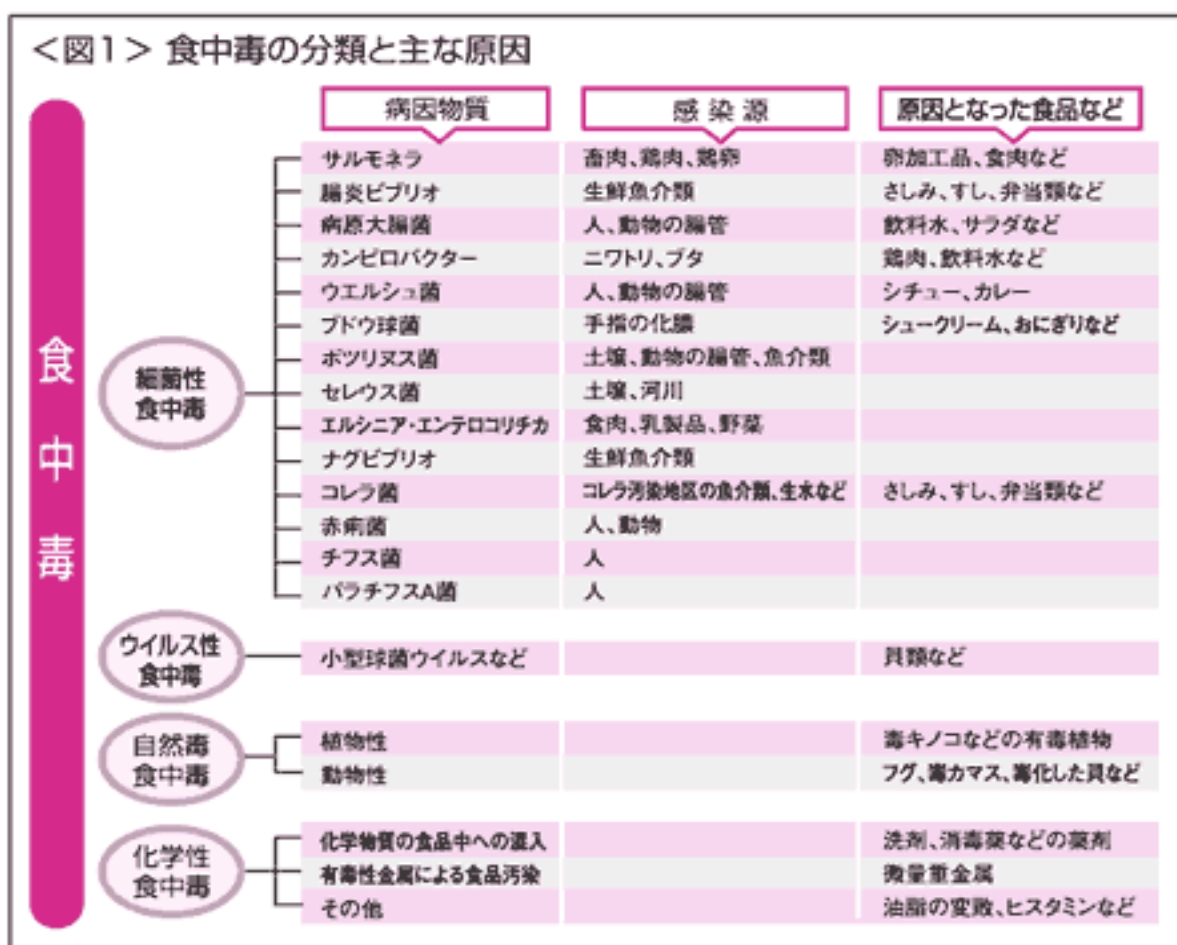 ＜図1＞ 食中毒の分類と主な原因
病因物質 感染源 原因となった食品など
食中毒
細菌性
食中毒
サルモネラ 畜肉、鶏肉、鶏卵 卵加工品、食肉など
腸炎ビブリオ 生鮮魚介類 さしみ、すし、弁当類など
病原大腸菌 人、動物の腸管 飲料水、サラダなど
カンピロバクター ニワトリ、ブタ 鶏肉、飲料水など
ウエルシュ菌 人、動物の腸管 シチュー、カレー
ブドウ球菌 手指の化膿 シュークリーム、おにぎりなど
ボツリヌス菌 土壌、動物の腸管、魚介類
セレウス菌 土壌、河川
エルシニア・エンテロコリチカ 食肉、乳製品、野菜
ナグビブリオ 生鮮魚介類
コレラ菌 コレラ汚染地区の魚介類、生水など さしみ、すし、弁当類など
赤痢菌 人、動物
チフス菌 人
パラチフスA菌 人
ウイルス性
食中毒
小型球菌ウイルスなど 貝類など
自然毒
食中毒
植物性 毒キノコなどの有毒植物
動物性 フグ、毒カマス、毒化した貝など
化学性
食中毒
化学物質の食品中への混入 洗剤、消毒薬などの薬剤
有毒性金属による食品汚染 微量重金属
その他 油脂の変敗、ヒスタミンなど